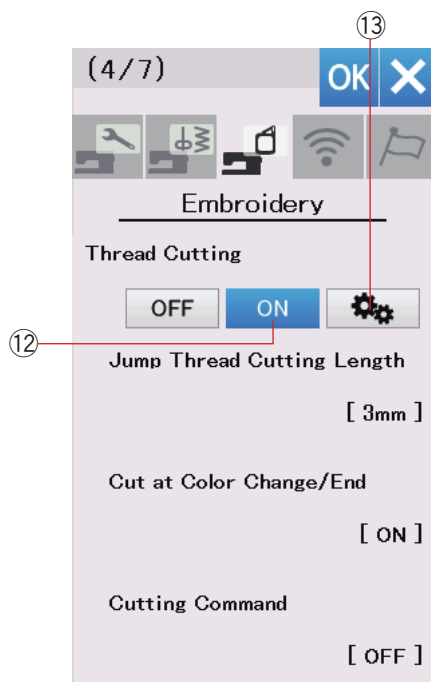 ⑬
(4/7) OK ×
Embroidery
Thread Cutting
OFF ON
⑫
Jump Thread Cutting Length
[ 3mm ]
Cut at Color Change/End
[ ON ]
Cutting Command
[ OFF ]